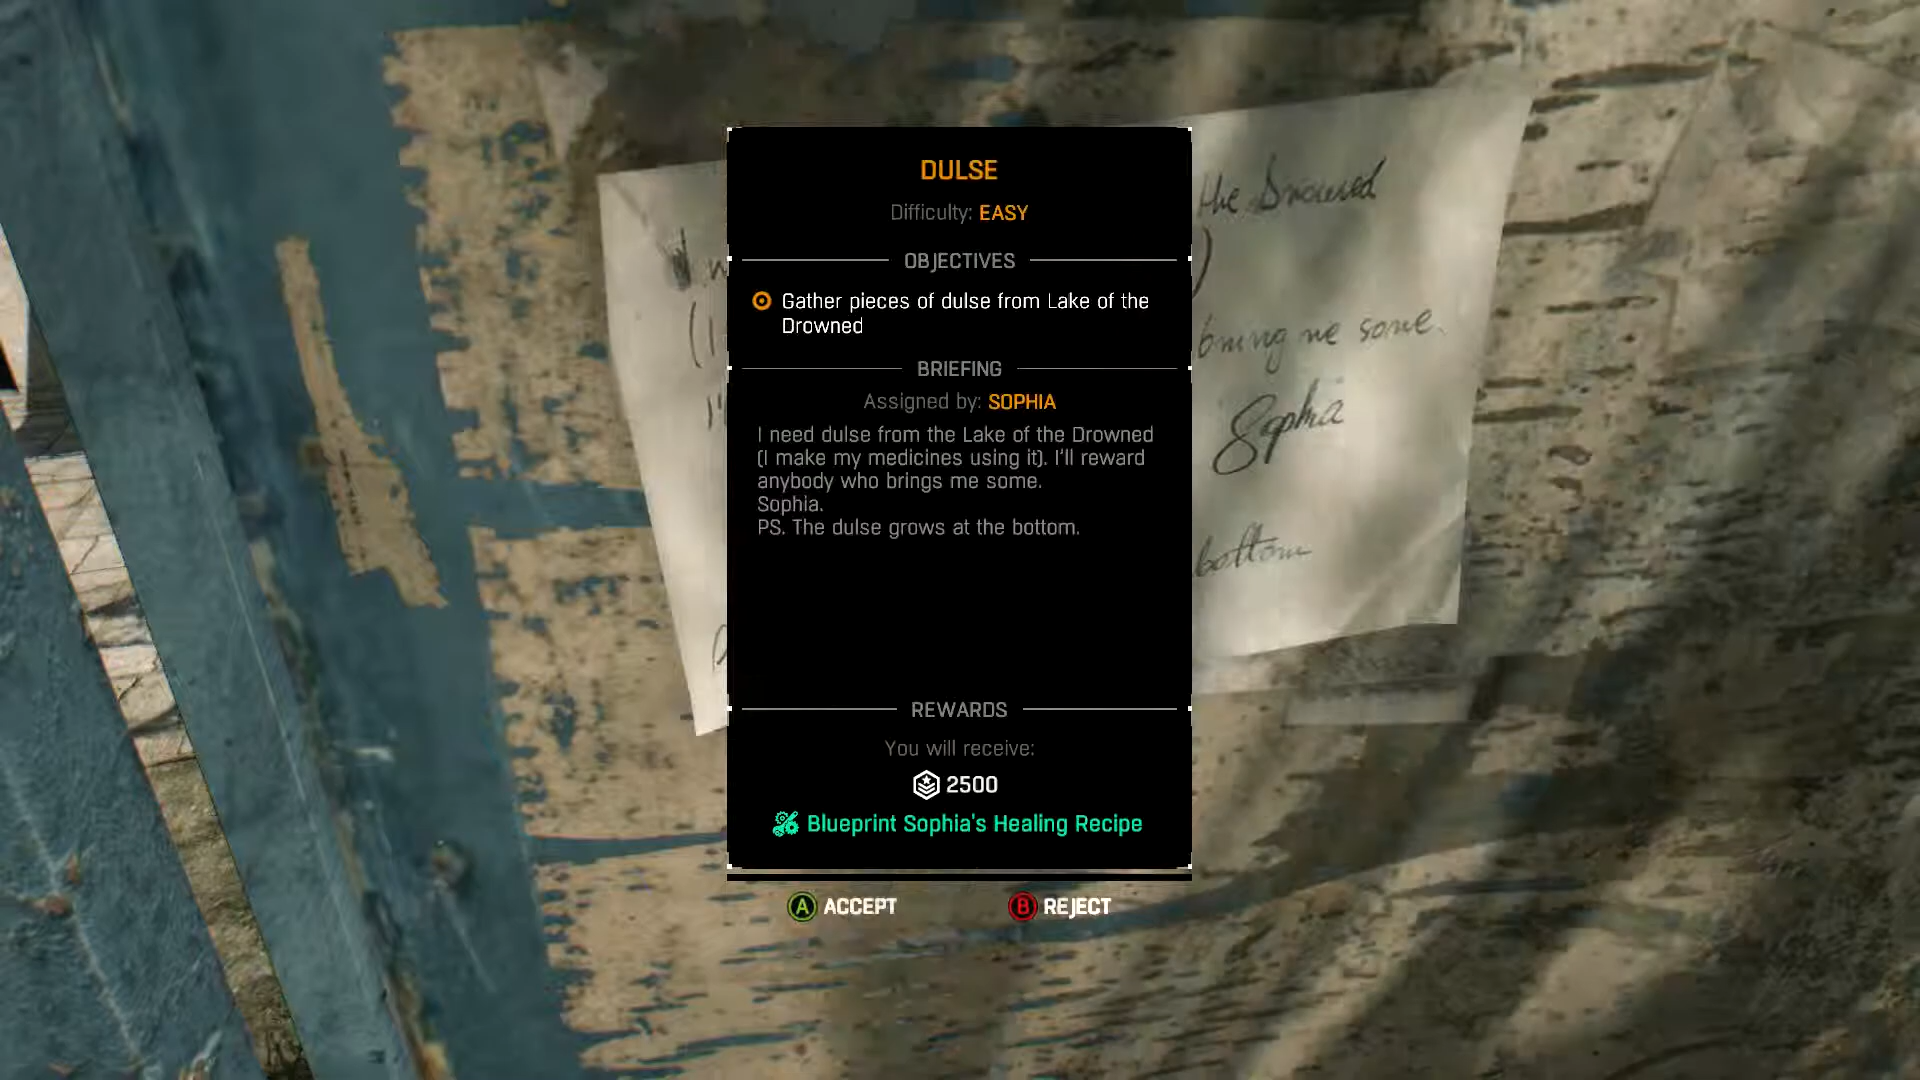 DULSE
Difficulty: EASY
OBJECTIVES
Gather pieces of dulse from Lake of the
Drowned
BRIEFING
Assigned by: SOPHIA
I need dulse from the Lake of the Drowned
(I make my medicines using it). I'll reward
anybody who brings me some.
Sophia.
PS. The dulse grows at the bottom.
REWARDS
You will receive:
2500
Blueprint Sophia's Healing Recipe
A ACCEPT
B REJECT
the Drowned
)
bring me some.
Sophia
bottom